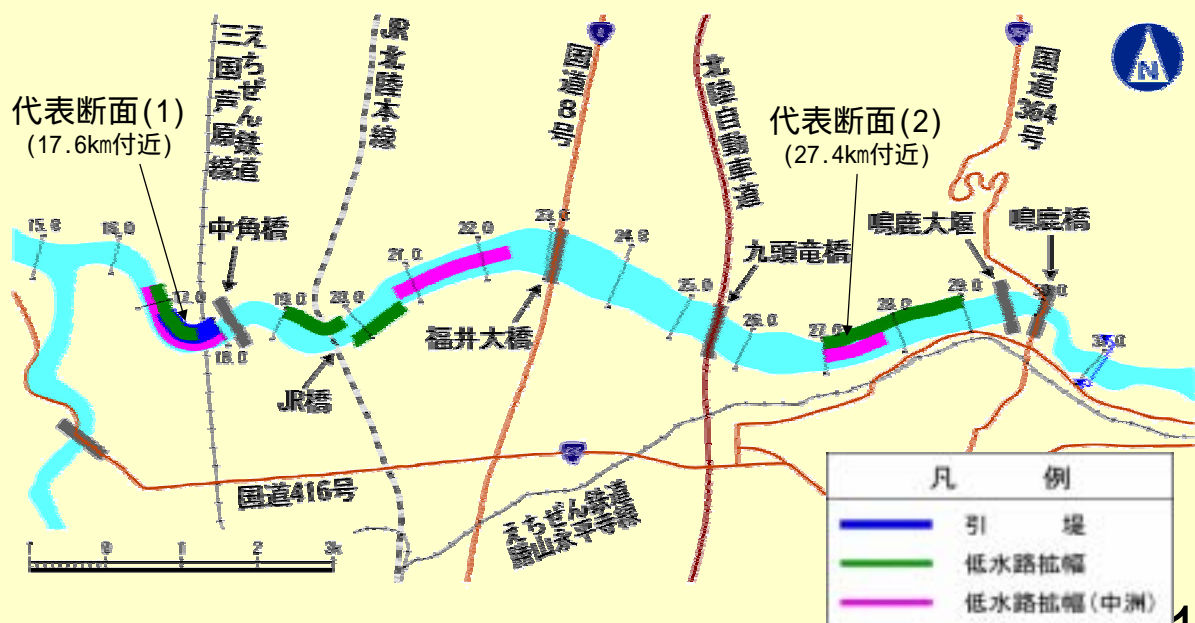 えちぜん鉄道
三国芦原線
JR北陸本線
国道8号
8
北陸自動車道
国道364号
N
代表断面(1)
(17.6km付近)
代表断面(2)
(27.4km付近)
中角橋
鳴鹿大堰
鳴鹿橋
九頭竜橋
福井大橋
JR橋
15.0
16.0
17.0
18.0
19.0
20.0
21.0
22.0
23.0
24.0
25.0
26.0
27.0
28.0
29.0
国道416号
えちぜん鉄道
勝山永平寺線
1 0 1 2 3k
凡 例
引 堤
低水路拡幅
低水路拡幅(中洲)
1